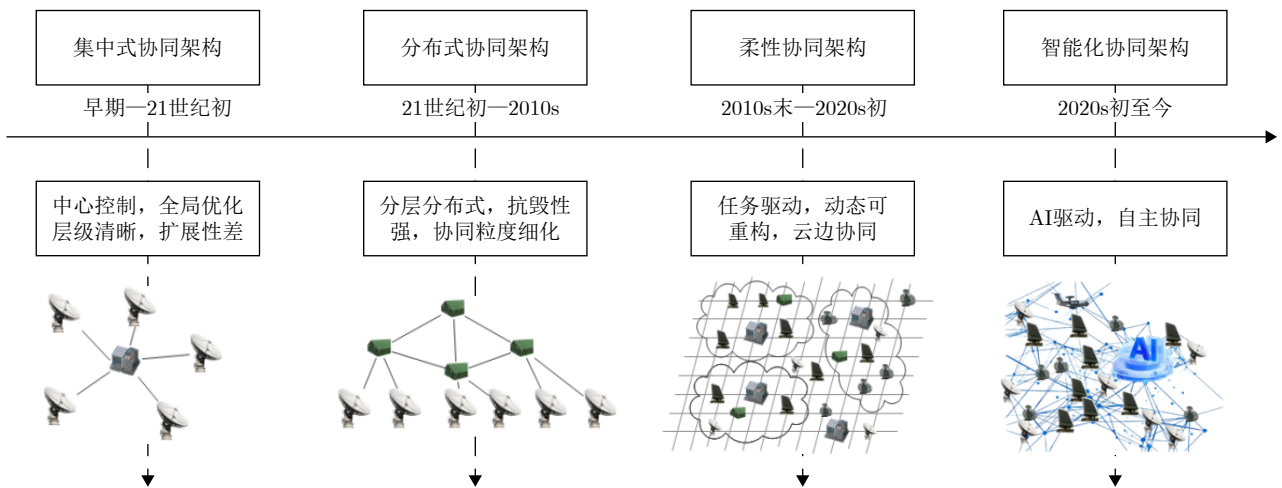 集中式协同架构
分布式协同架构
柔性协同架构
智能化协同架构
早期—21世纪初
21世纪初—2010s
2010s末—2020s初
2020s初至今
中心控制，全局优化
层级清晰，扩展性差
分层分布式，抗毁性
强，协同粒度细化
任务驱动，动态可
重构，云边协同
AI驱动，自主协同
AI